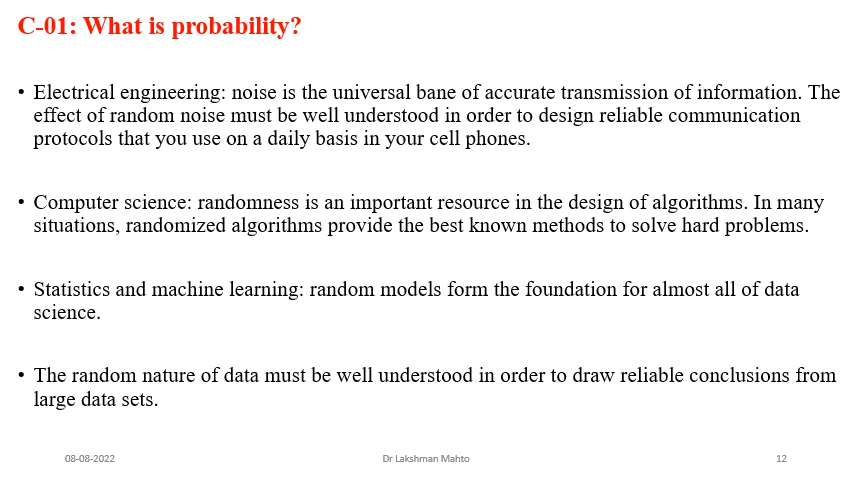 C-01: What is probability?
• Electrical engineering: noise is the universal bane of accurate transmission of information. The
effect of random noise must be well understood in order to design reliable communication
protocols that you use on a daily basis in your cell phones.
• Computer science: randomness is an important resource in the design of algorithms. In many
situations, randomized algorithms provide the best known methods to solve hard problems.
• Statistics and machine learning: random models form the foundation for almost all of data
science.
• The random nature of data must be well understood in order to draw reliable conclusions from
large data sets.
08-08-2022 Dr Lakshman Mahto 12